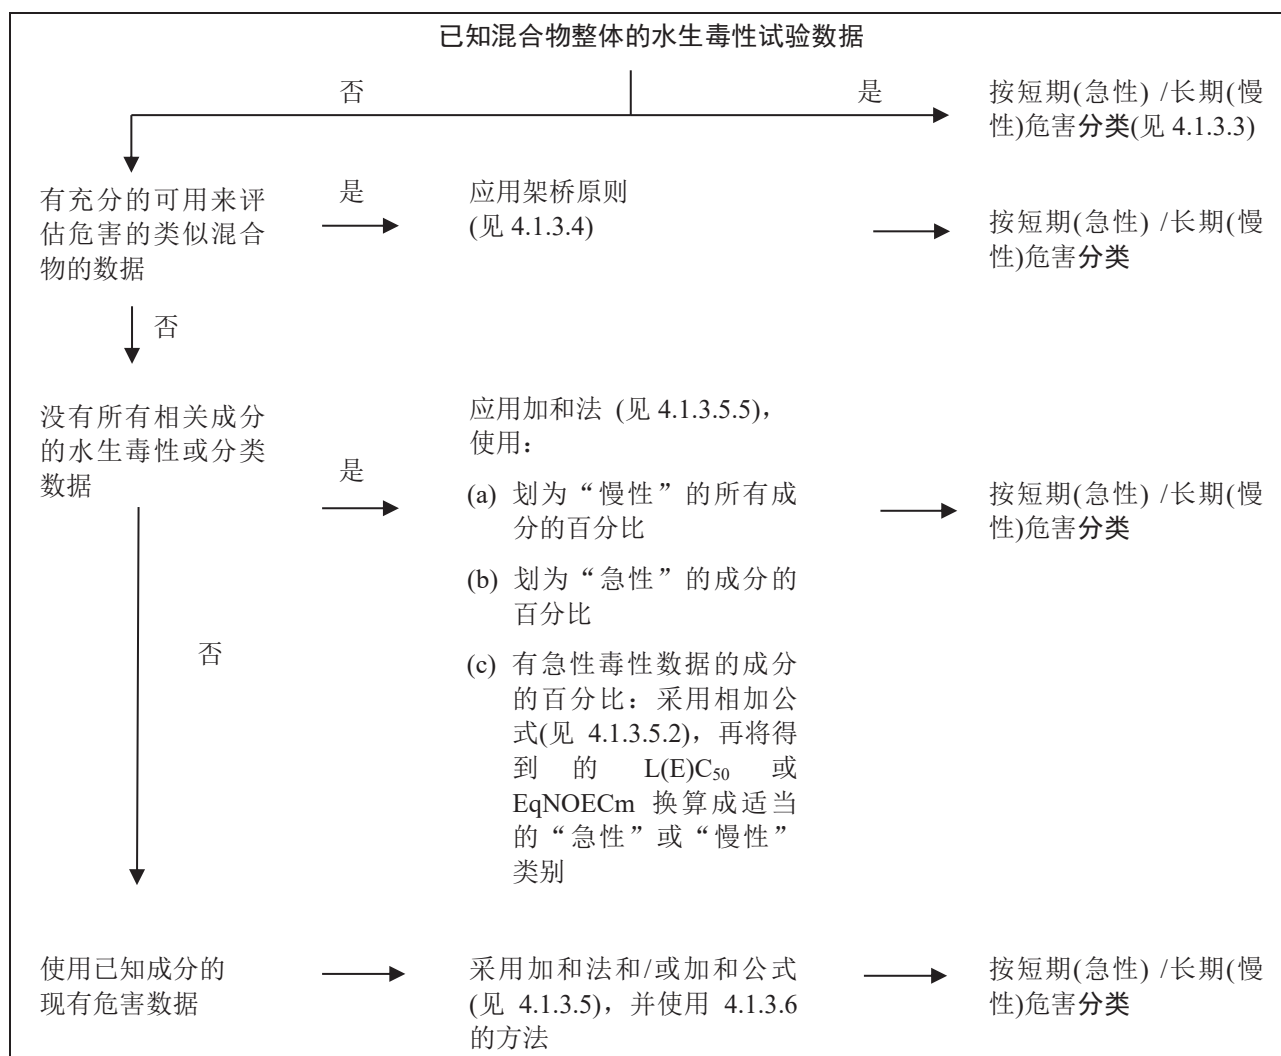 已知混合物整体的水生毒性试验数据
否
是
按短期(急性) /长期(慢
性)危害分类(见 4.1.3.3)
有充分的可用来评
估危害的类似混合
物的数据
是
应用架桥原则
(见 4.1.3.4)
按短期(急性) /长期(慢
性)危害分类
否
没有所有相关成分
的水生毒性或分类
数据
是
应用加和法 (见 4.1.3.5.5)，
使用：
(a) 划为“慢性”的所有成
分的百分比
(b) 划为“急性”的成分的
百分比
(c) 有急性毒性数据的成分
的百分比：采用相加公
式(见 4.1.3.5.2)，再将得
到 的 L(E)C₅₀ 或
EqNOECm 换算成适当
的“急性”或“慢性”
类别
按短期(急性) /长期(慢
性)危害分类
否
使用已知成分的
现有危害数据
采用加和法和/或加和公式
(见 4.1.3.5)，并使用 4.1.3.6
的方法
按短期(急性) /长期(慢
性)危害分类